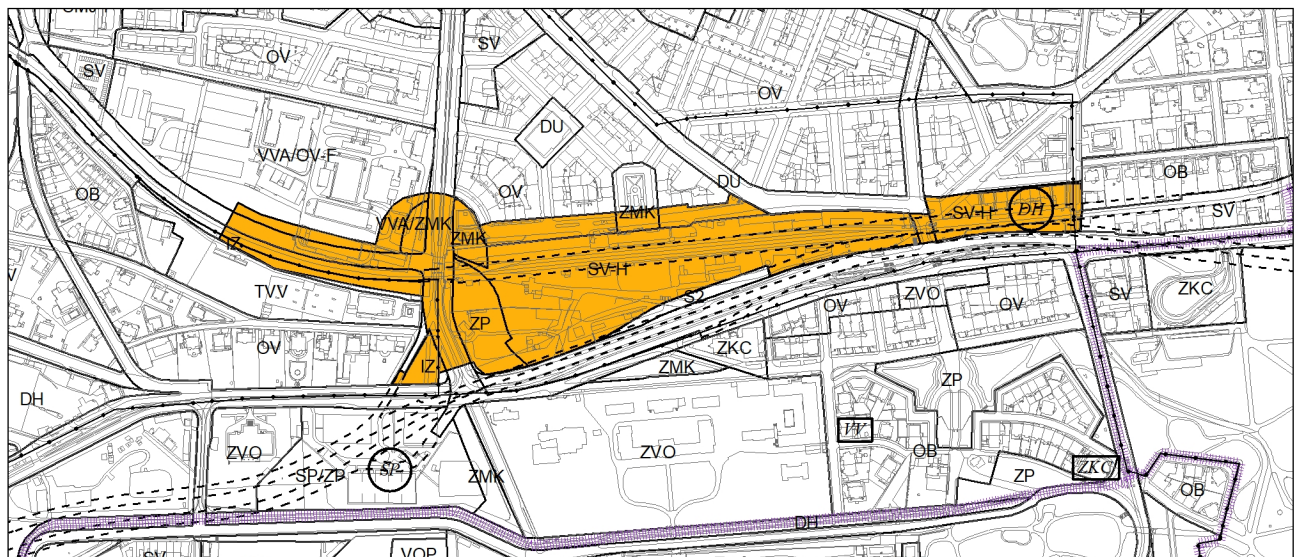 SV
OV
SV
OV
DU
VVA/OV-F
OB
OV
DU
OB
VVA/ZMK
ZMK
ZMK
SV-H
DH
SV
IZ
SV-H
TVV
S2
ZVO
OV
OV
SV
ZKC
ZP
OV
IZ
ZKC
ZMK
ZP
DH
VV
ZVO
SP/ZP
SP
ZMK
ZVO
OB
ZP
ZKC
OB
DH
SV
VOP